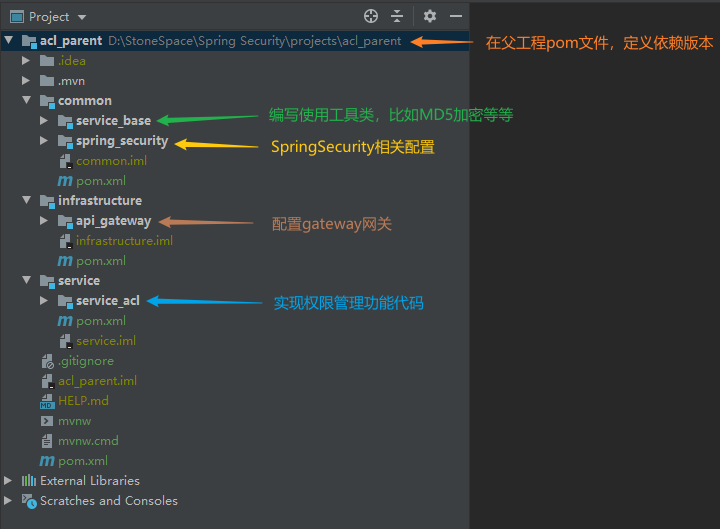 Project
acl_parent D:\StoneSpace\Spring Security\projects\acl_parent 在父工程pom文件，定义依赖版本
.idea
.mvn
common
service_base 编写使用工具类，比如MD5加密等等
spring_security SpringSecurity相关配置
common.iml
pom.xml
infrastructure
api_gateway 配置gateway网关
infrastructure.iml
pom.xml
service
service_acl 实现权限管理功能代码
pom.xml
service.iml
.gitignore
acl_parent.iml
HELP.md
mvnw
mvnw.cmd
pom.xml
External Libraries
Scratches and Consoles